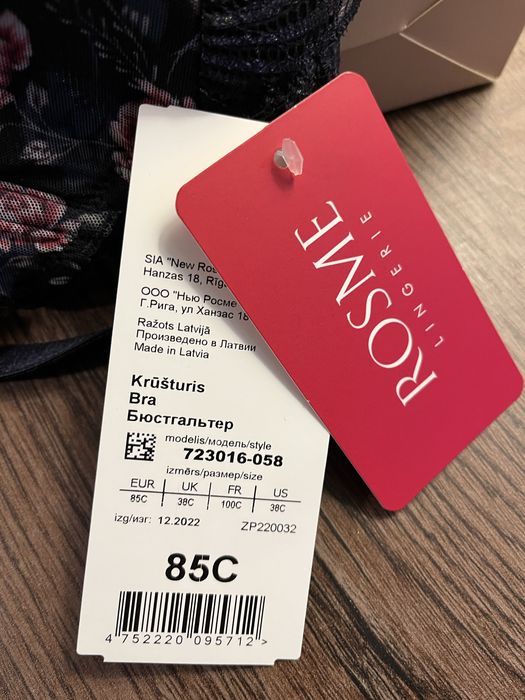 ROSME
LINGERIE
SIA "New
Hanzas 18,
ООО "Нью Росме
Г.Рига, ул Ханзас 18
Ražots Latvijā
Произведено в Латвии
Made in Latvia
Krūšturis
Bra
Бюстгальтер
modelis/модель/style
723016-058
izmērs/размер/size
EUR UK FR US
85C 38C 100C 38C
izg/изг: 12.2022 ZP220032
85C
4 752220 095712 >